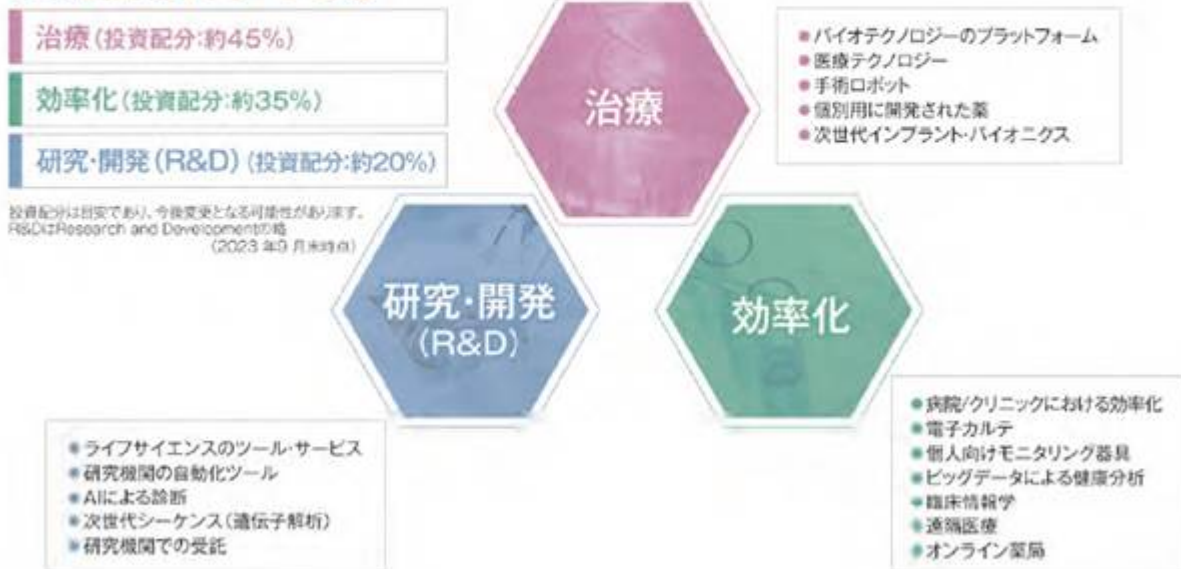 治療(投資配分:約45%)
効率化(投資配分:約35%)
研究・開発(R&D)(投資配分:約20%)
投資配分は目安であり、今後変更となる可能性があります。
R&DはResearch and Developmentの略
(2023年9月末時点)
治療
・バイオテクノロジーのプラットフォーム
・医療テクノロジー
・手術ロボット
・個別用に開発された薬
・次世代インプラント・バイオニクス
研究・開発
(R&D)
効率化
・ライフサイエンスのツール・サービス
・研究機関の自動化ツール
・AIによる診断
・次世代シーケンス(遺伝子解析)
・研究機関での受託
・病院/クリニックにおける効率化
・電子カルテ
・個人向けモニタリング器具
・ビッグデータによる健康分析
・臨床情報学
・遠隔医療
・オンライン薬局